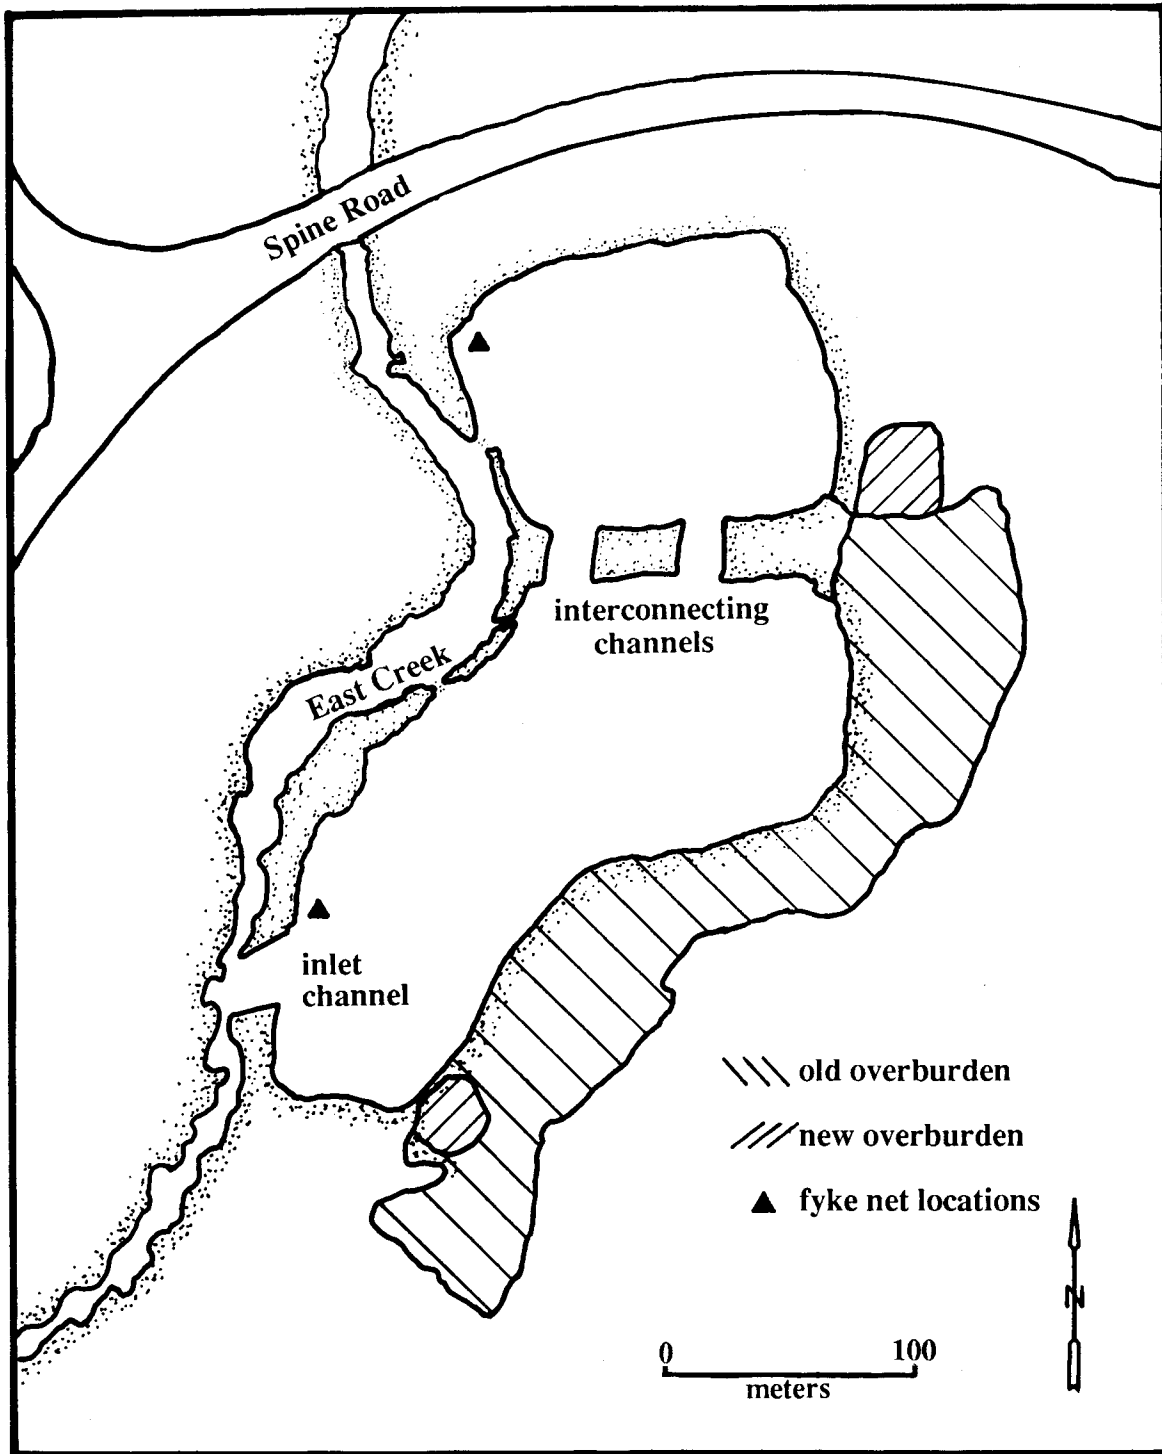 Spine Road
interconnecting
channels
East Creek
inlet
channel
old overburden
new overburden
fyke net locations
N
0 100
meters